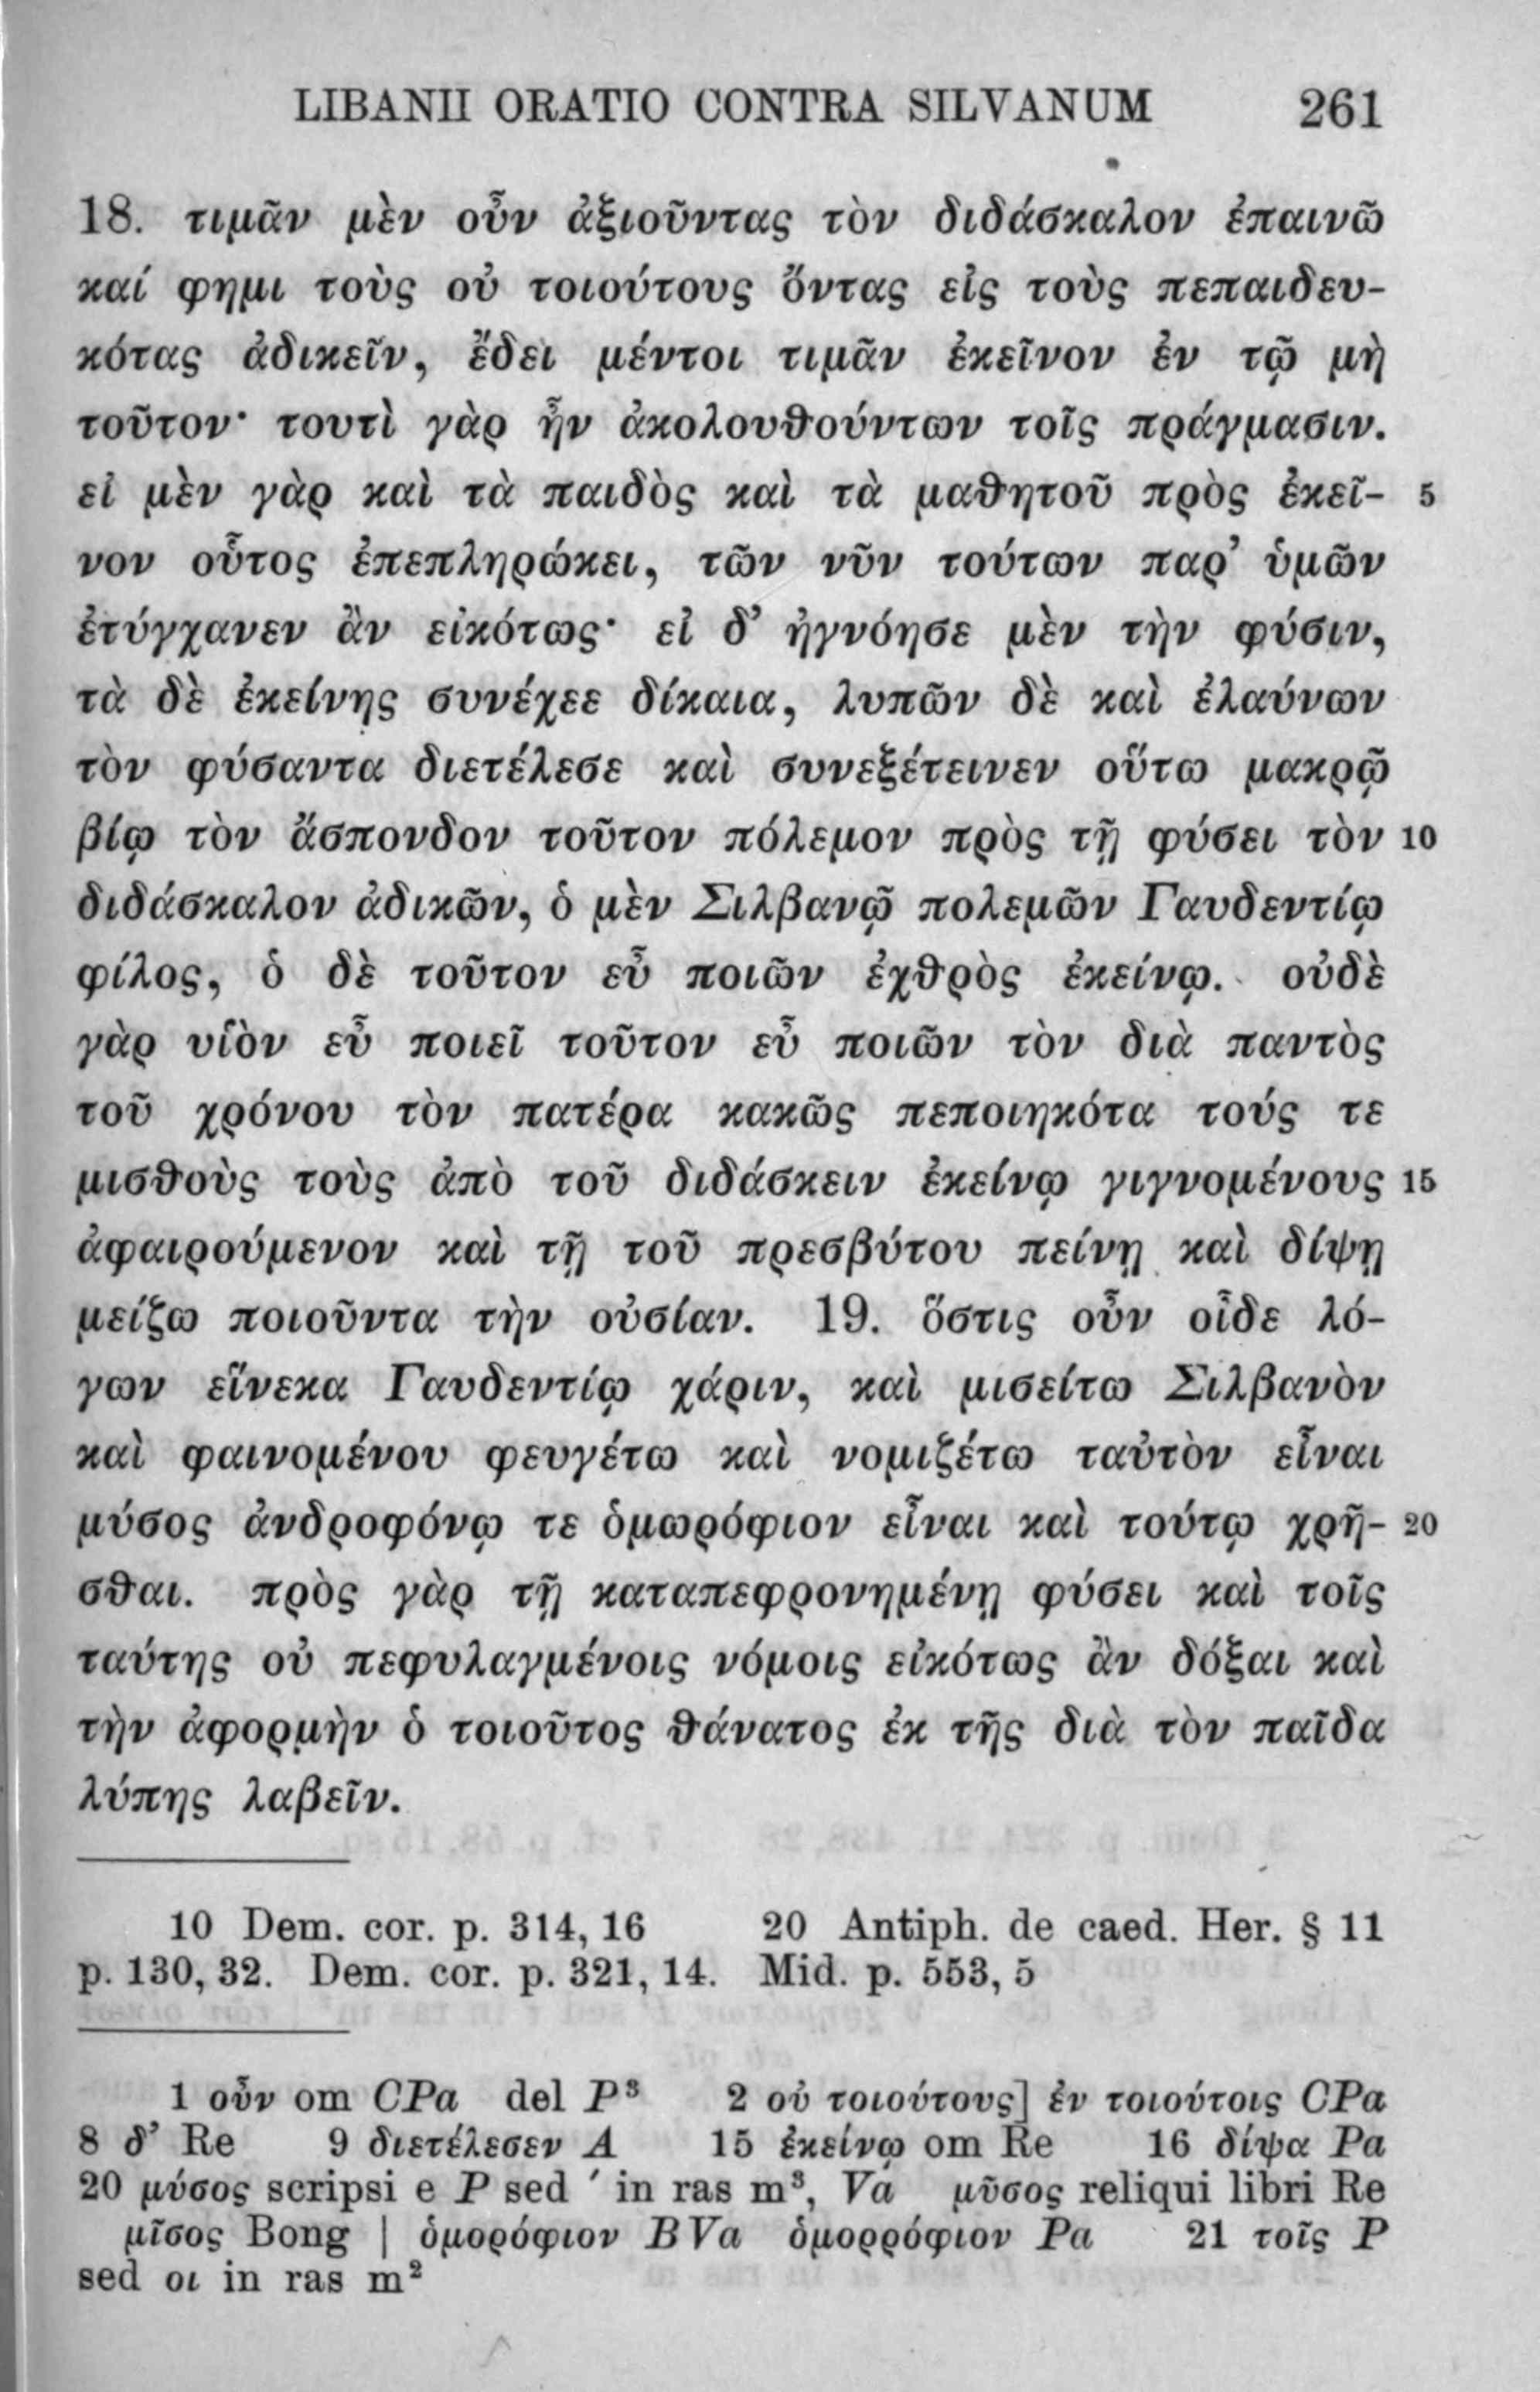 LIBANII ORATIO CONTRA SILVANUM 261
18. τιμᾶν μὲν οὖν ἀξιοῦντας τὸν διδάσκαλον ἐπαινῶ
καί φημι τοὺς οὐ τοιούτους ὄντας εἰς τοὺς πεπαιδευ-
κότας ἀδικεῖν, ἔδει μέντοι τιμᾶν ἐκεῖνον ἐν τῷ μὴ
τοῦτον· τουτὶ γὰρ ἦν ἀκολουθούντων τοῖς πράγμασιν.
εἰ μὲν γὰρ καὶ τὰ παιδὸς καὶ τὰ μαθητοῦ πρὸς ἐκεῖ- 5
νον οὗτος ἐπεπληρώκει, τῶν νῦν τούτων παρ’ ὑμῶν
ἐτύγχανεν ἂν εἰκότως· εἰ δ’ ἠγνόησε μὲν τὴν φύσιν,
τὰ δὲ ἐκείνης συνέχεε δίκαια, λυπῶν δὲ καὶ ἐλαύνων
τὸν φύσαντα διετέλεσε καὶ συνεξέτεινεν οὕτω μακρῷ
βίῳ τὸν ἄσπονδον τοῦτον πόλεμον πρὸς τῇ φύσει τὸν 10
διδάσκαλον ἀδικῶν, ὁ μὲν Σιλβανῷ πολεμῶν Γαυδεντίῳ
φίλος, ὁ δὲ τοῦτον εὖ ποιῶν ἐχθρὸς ἐκείνῳ. οὐδὲ
γὰρ υἱὸν εὖ ποιεῖ τοῦτον εὖ ποιῶν τὸν διὰ παντὸς
τοῦ χρόνου τὸν πατέρα κακῶς πεποιηκότα τούς τε
μισθοὺς τοὺς ἀπὸ τοῦ διδάσκειν ἐκείνῳ γιγνομένους 15
ἀφαιρούμενον καὶ τῇ τοῦ πρεσβύτου πείνῃ καὶ δίψῃ
μείζω ποιοῦντα τὴν οὐσίαν. 19. ὅστις οὖν οἶδε λό-
γων εἵνεκα Γαυδεντίῳ χάριν, καὶ μισείτω Σιλβανὸν
καὶ φαινομένου φευγέτω καὶ νομιζέτω ταὐτὸν εἶναι
μύσος ἀνδροφόνῳ τε ὁμωρόφιον εἶναι καὶ τούτῳ χρῆ- 20
σθαι. πρὸς γὰρ τῇ καταπεφρονημένῃ φύσει καὶ τοῖς
ταύτης οὐ πεφυλαγμένοις νόμοις εἰκότως ἂν δόξαι καὶ
τὴν ἀφορμὴν ὁ τοιοῦτος θάνατος ἐκ τῆς διὰ τὸν παῖδα
λύπης λαβεῖν.
10 Dem. cor. p. 314, 16 20 Antiph. de caed. Her. § 11
p. 130, 32. Dem. cor. p. 321, 14. Mid. p. 553, 5
1 οὖν om CPa del P³ 2 οὐ τοιούτους] ἐν τοιούτοις CPa
8 δ’ Re 9 διετέλεσεν A 15 ἐκείνῳ om Re 16 δίψα Pa
20 μύσος scripsi e P sed ´ in ras m³, Va μῦσος reliqui libri Re
μῖσος Bong | ὁμορόφιον BVa ὁμορρόφιον Pa 21 τοῖς P
sed οι in ras m²